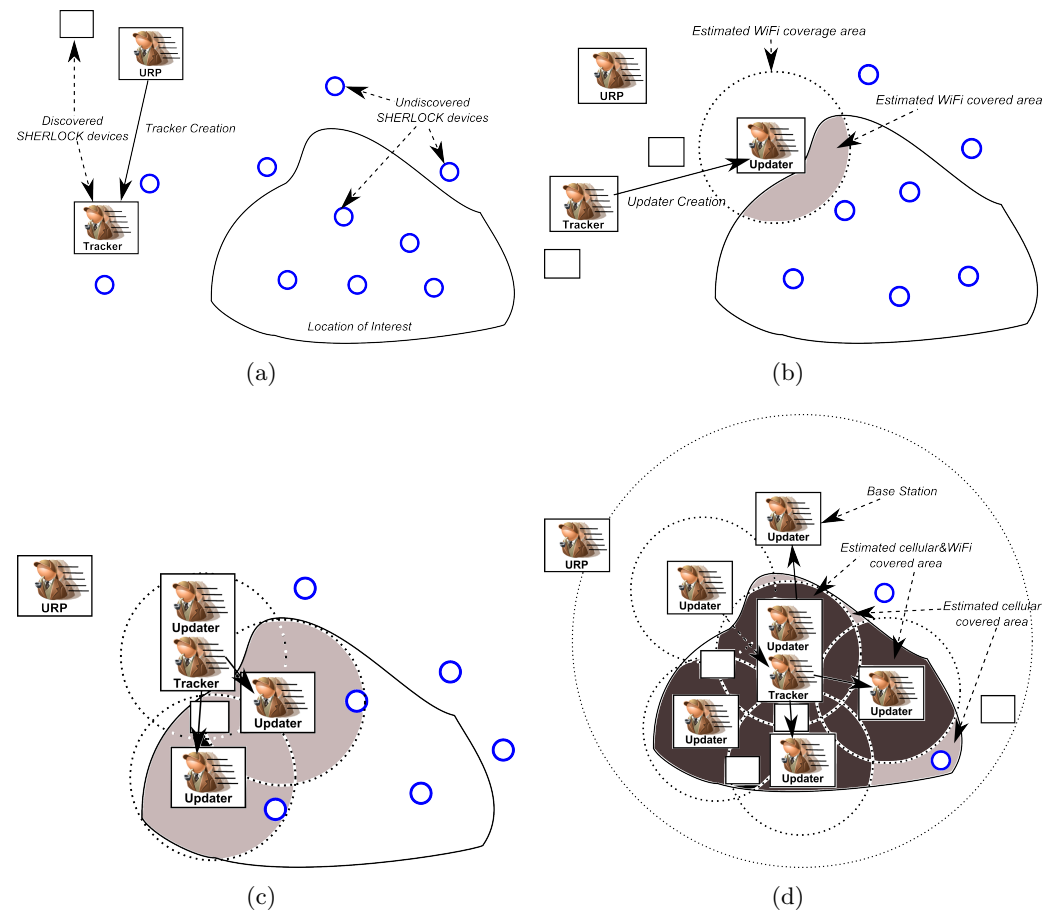 URP
Discovered
SHERLOCK devices
Tracker Creation
Undiscovered
SHERLOCK devices
Tracker
Location of Interest
(a)
Estimated WiFi coverage area
URP
Estimated WiFi covered area
Updater
Tracker
Updater Creation
(b)
URP
Updater
Tracker
Updater
Updater
(c)
Base Station
Updater
URP
Estimated cellular&WiFi
covered area
Updater
Estimated cellular
covered area
Updater
Tracker
Updater
Updater
Updater
(d)